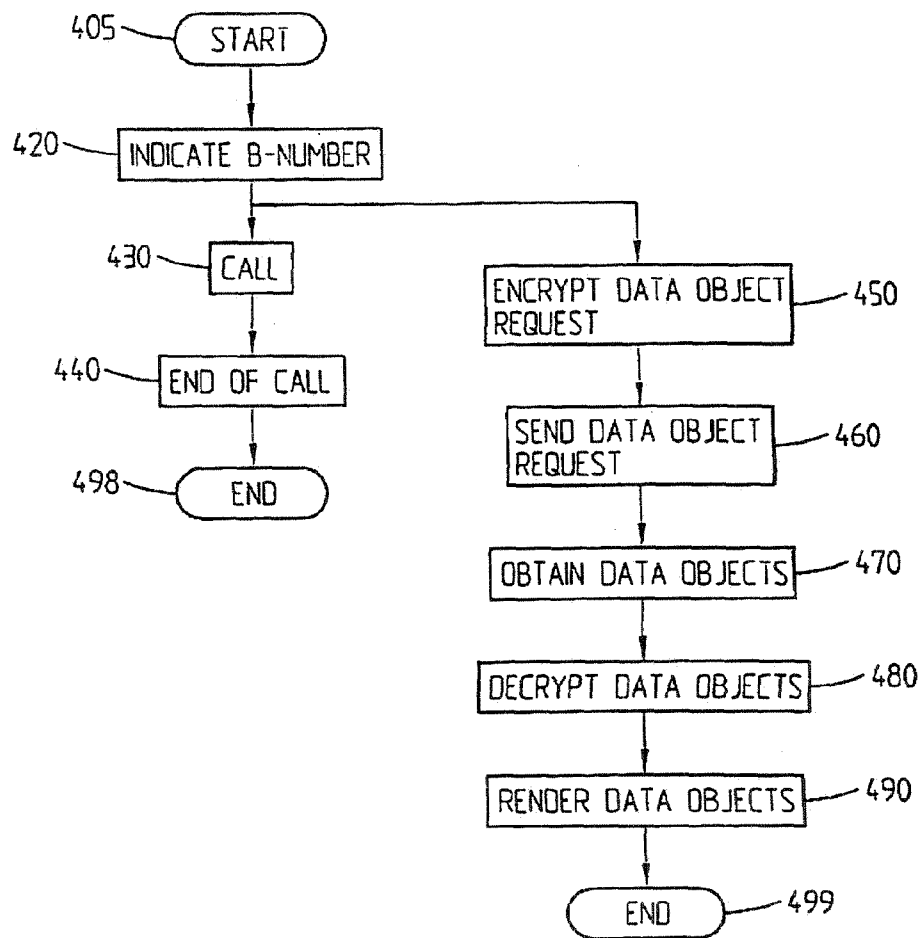 405
START
420
INDICATE B-NUMBER
430
CALL
ENCRYPT DATA OBJECT
REQUEST
450
440
END OF CALL
SEND DATA OBJECT
REQUEST
460
498
END
OBTAIN DATA OBJECTS
470
DECRYPT DATA OBJECTS
480
RENDER DATA OBJECTS
490
END
499